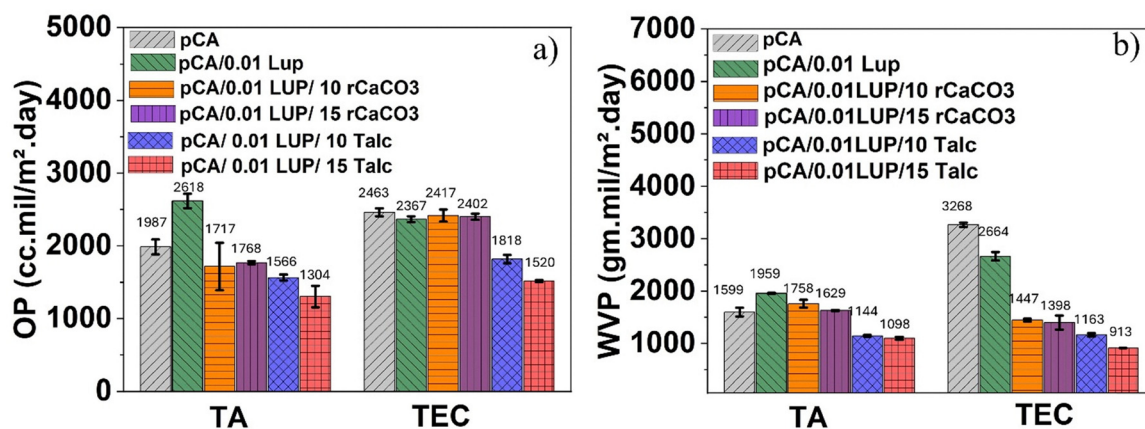 a)
OP (cc.mil/m².day)
5000
4000
3000
2000
1000
0
pCA
pCA/0.01 Lup
pCA/0.01 LUP/ 10 rCaCO3
pCA/0.01 LUP/ 15 rCaCO3
pCA/ 0.01 LUP/ 10 Talc
pCA/ 0.01 LUP/ 15 Talc
1987
2618
1717
1768
1566
1304
2463
2367
2417
2402
1818
1520
TA
TEC
b)
WVP (gm.mil/m².day)
7000
6000
5000
4000
3000
2000
1000
pCA
pCA/0.01 Lup
pCA/0.01LUP/10 rCaCO3
pCA/0.01LUP/15 rCaCO3
pCA/0.01LUP/10 Talc
pCA/0.01LUP/15 Talc
1599
1959
1758
1629
1144
1098
3268
2664
1447
1398
1163
913
TA
TEC